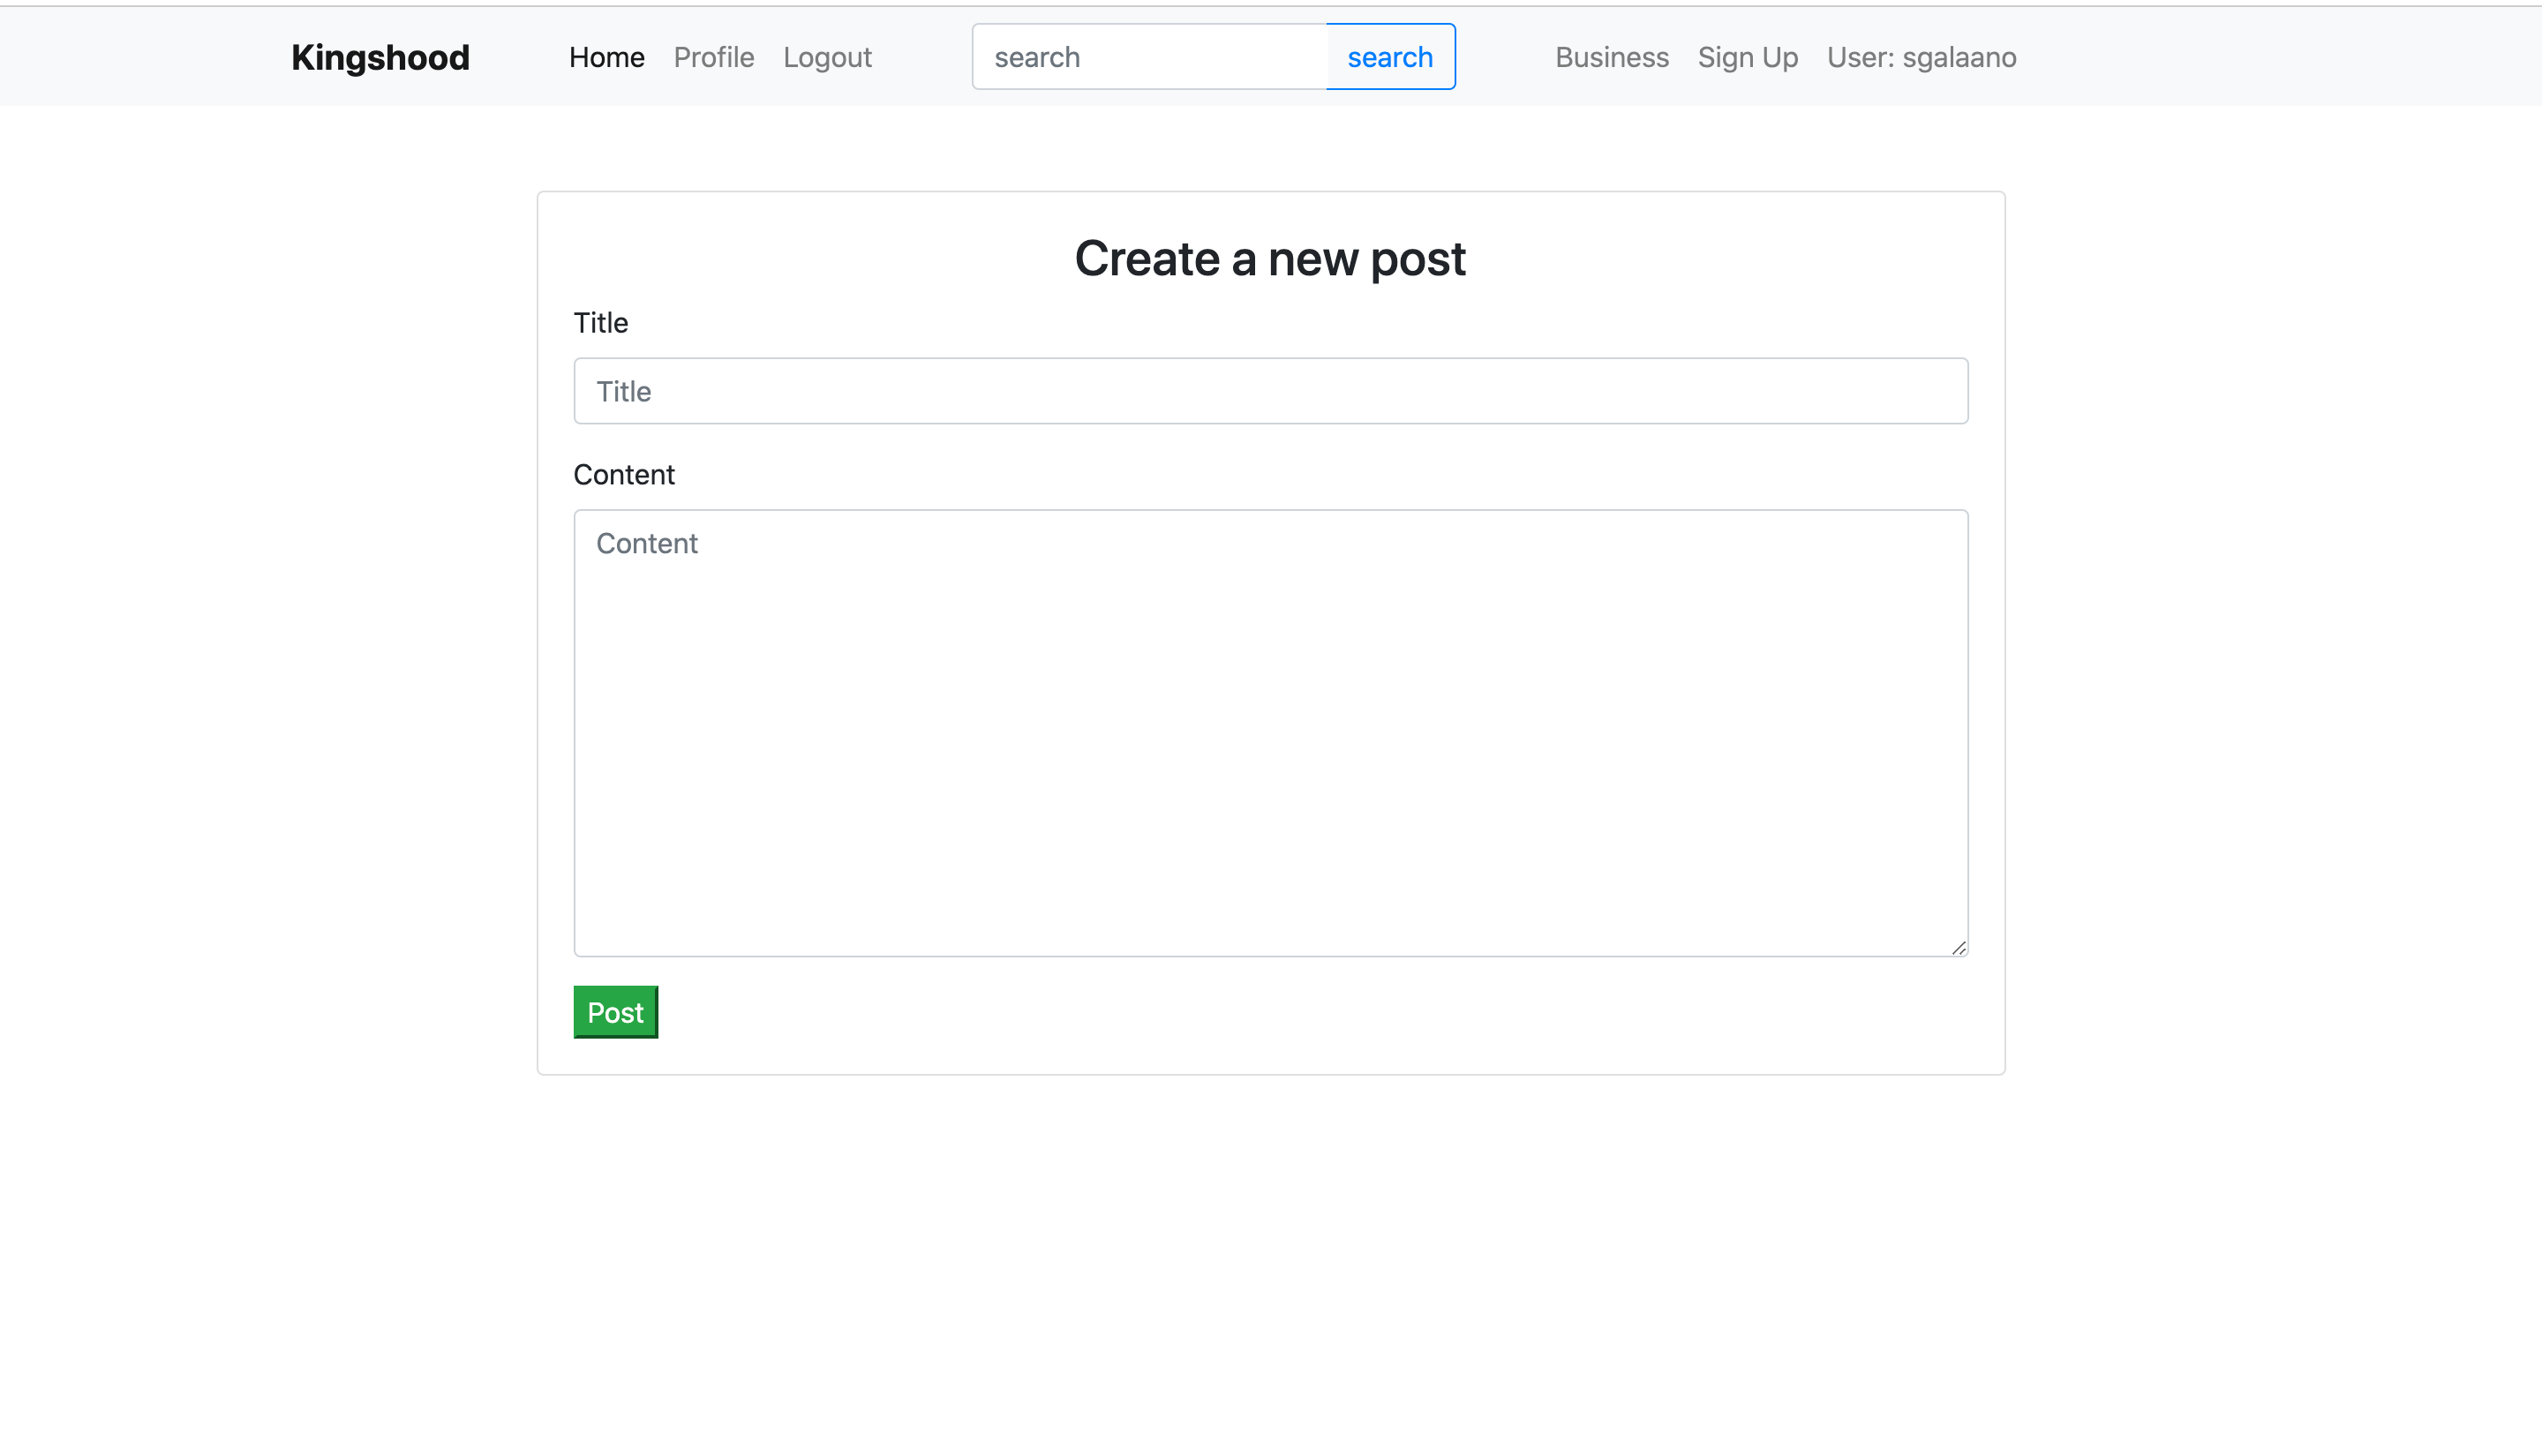 Kingshood Home Profile Logout search search Business Sign Up User: sgalaano
Create a new post
Title
Title
Content
Content
Post